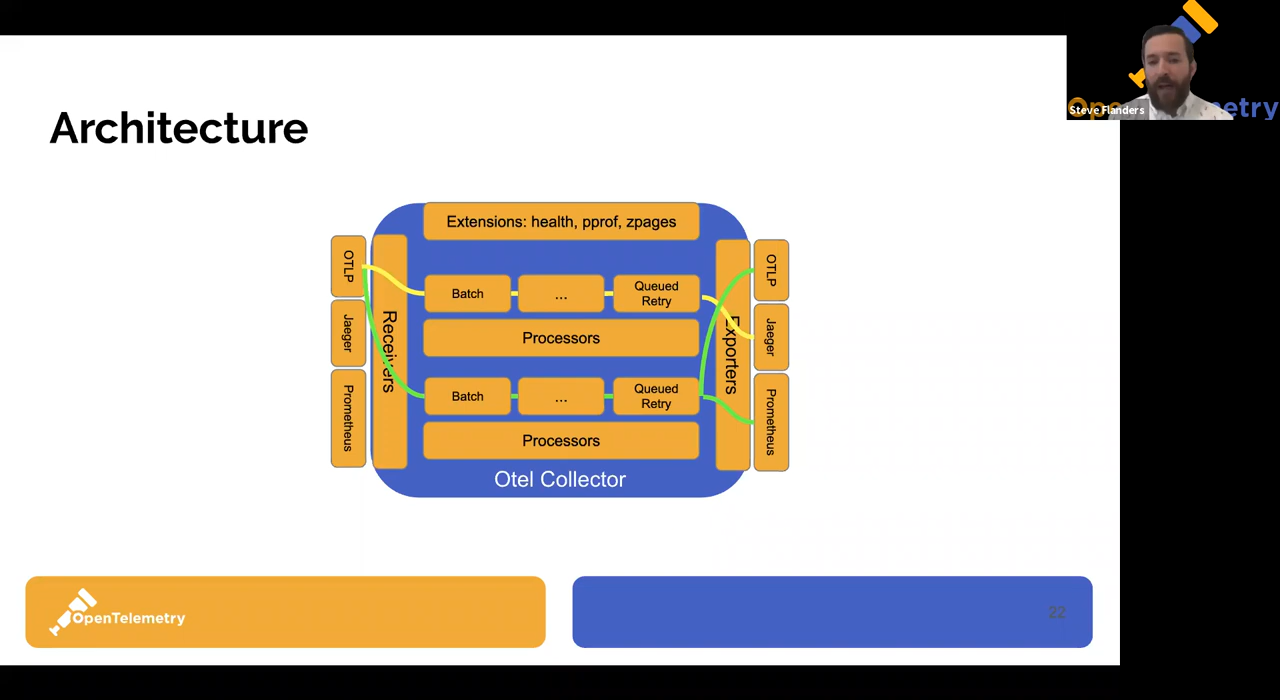 Steve Flanders
Architecture
Extensions: health, pprof, zpages
OTLP
Jaeger
Prometheus
Receivers
Batch
...
Queued
Retry
Processors
Batch
...
Queued
Retry
Processors
Otel Collector
Exporters
OTLP
Jaeger
Prometheus
OpenTelemetry
22